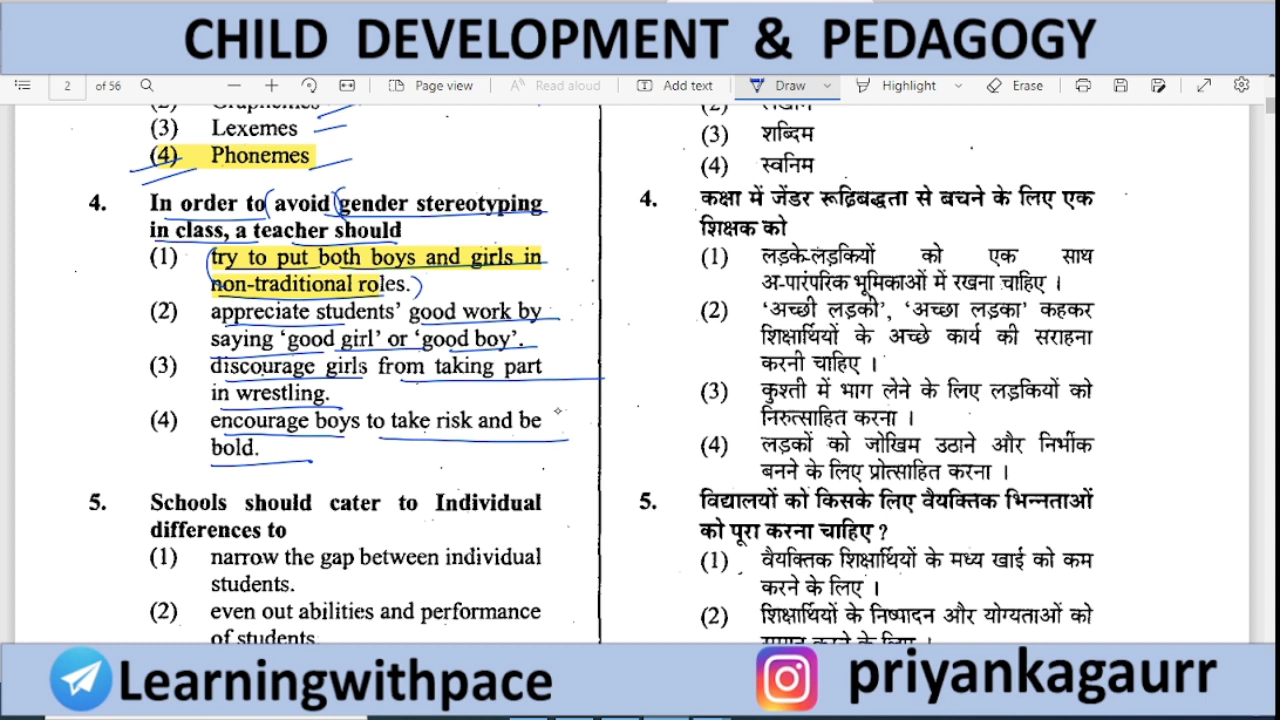 CHILD DEVELOPMENT & PEDAGOGY
2 of 56 Page view Read aloud Add text Draw Highlight Erase
(2) Graphemes
(3) Lexemes
(4) Phonemes
4. In order to avoid gender stereotyping
in class, a teacher should
(1) try to put both boys and girls in
non-traditional roles.
(2) appreciate students' good work by
saying 'good girl' or 'good boy'.
(3) discourage girls from taking part
in wrestling.
(4) encourage boys to take risk and be
bold.
5. Schools should cater to Individual
differences to
(1) narrow the gap between individual
students.
(2) even out abilities and performance
of students.
(3) शब्दिम
(4) स्वनिम
4. कक्षा में जेंडर रूढ़िबद्धता से बचने के लिए एक
शिक्षक को
(1) लड़के-लड़कियों को एक साथ
अ-पारंपरिक भूमिकाओं में रखना चाहिए ।
(2) 'अच्छी लड़की', 'अच्छा लड़का' कहकर
शिक्षार्थियों के अच्छे कार्य की सराहना
करनी चाहिए ।
(3) कुश्ती में भाग लेने के लिए लड़कियों को
निरुत्साहित करना ।
(4) लड़कों को जोखिम उठाने और निर्भीक
बनने के लिए प्रोत्साहित करना ।
5. विद्यालयों को किसके लिए वैयक्तिक भिन्नताओं
को पूरा करना चाहिए ?
(1) वैयक्तिक शिक्षार्थियों के मध्य खाई को कम
करने के लिए ।
(2) शिक्षार्थियों के निष्पादन और योग्यताओं को
Learningwithpace
priyankagaurr